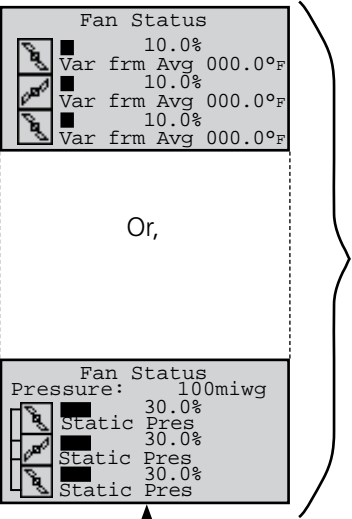 Fan Status
10.0%
Var frm Avg 000.0°F
10.0%
Var frm Avg 000.0°F
10.0%
Var frm Avg 000.0°F
Or,
Fan Status
Pressure: 100miwg
30.0%
Static Pres
30.0%
Static Pres
30.0%
Static Pres